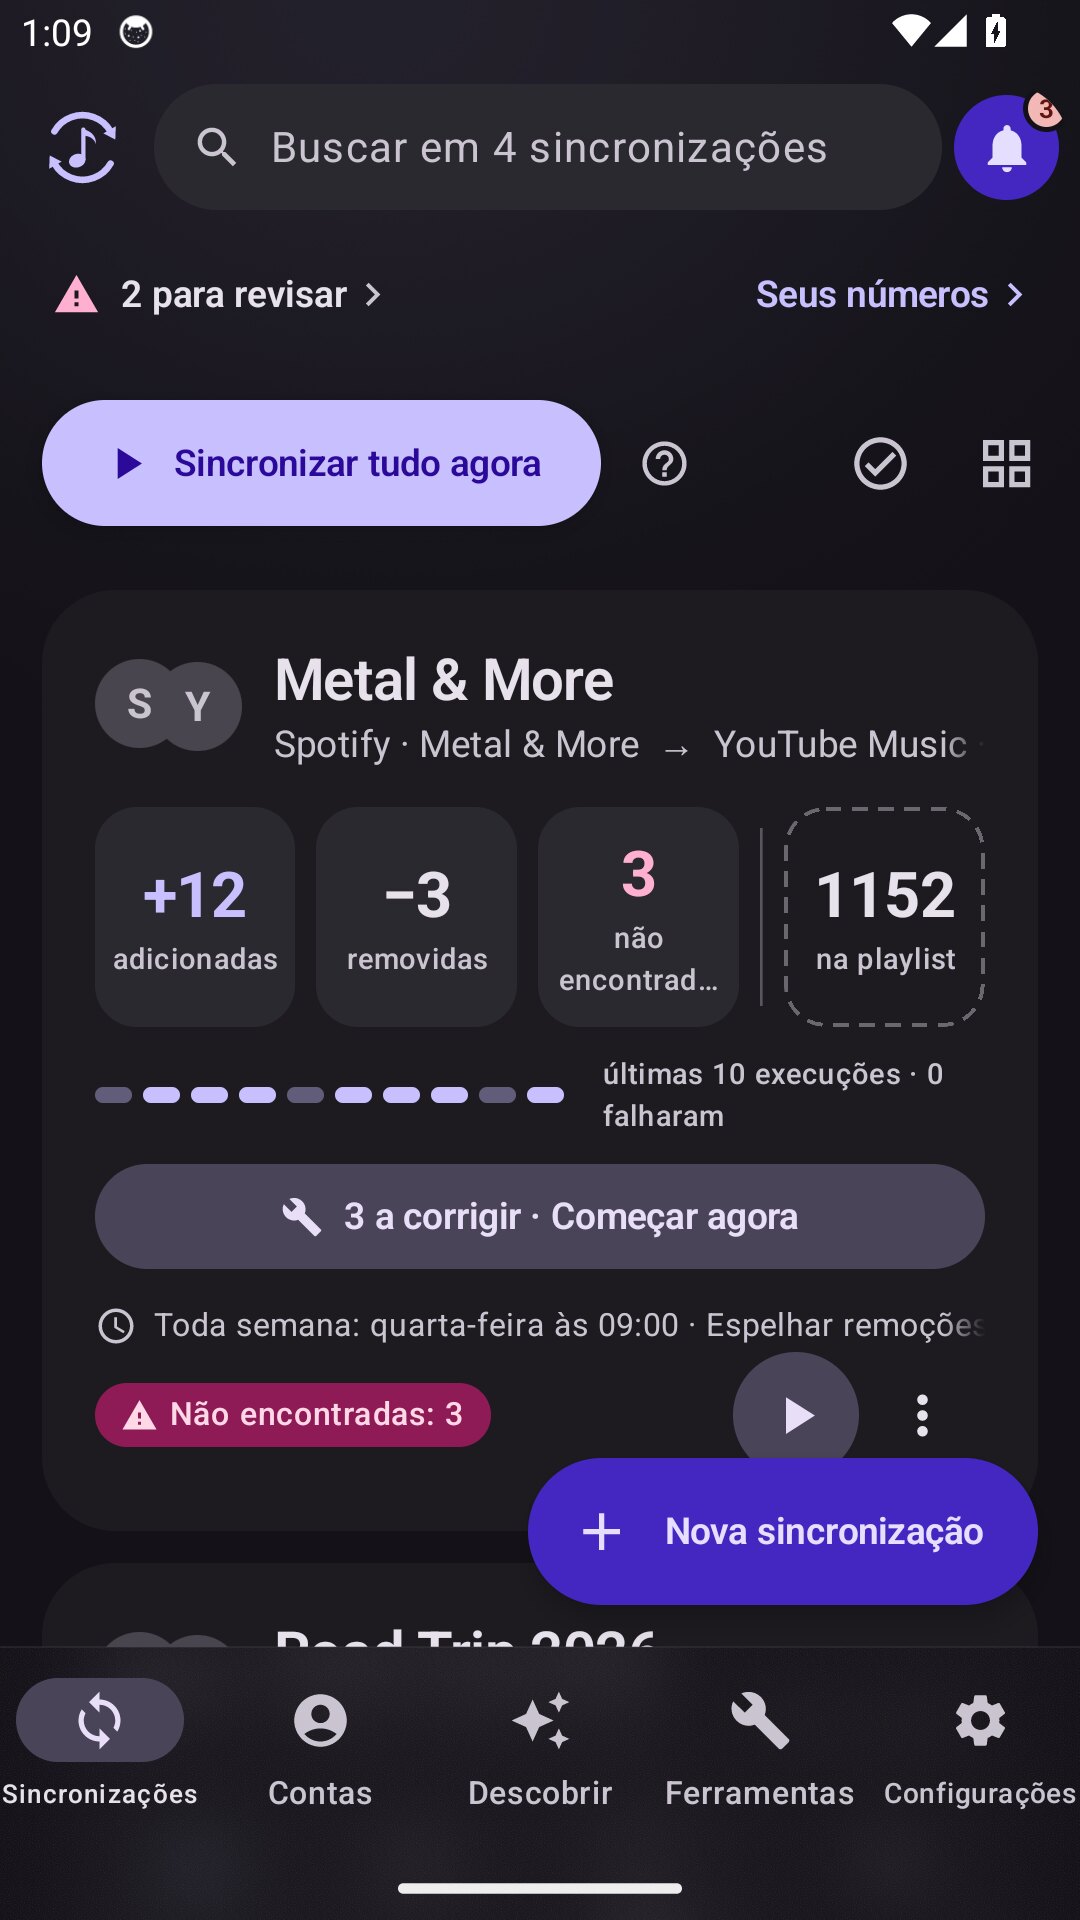 1:09
Buscar em 4 sincronizações
3
2 para revisar
Seus números
Sincronizar tudo agora
S Y
Metal & More
Spotify · Metal & More → YouTube Music ·
+12
adicionadas
−3
removidas
3
não
encontrad…
1152
na playlist
últimas 10 execuções · 0
falharam
3 a corrigir · Começar agora
Toda semana: quarta-feira às 09:00 · Espelhar remoções
Não encontradas: 3
Nova sincronização
Road Trip 2026
Sincronizações
Contas
Descobrir
Ferramentas
Configurações